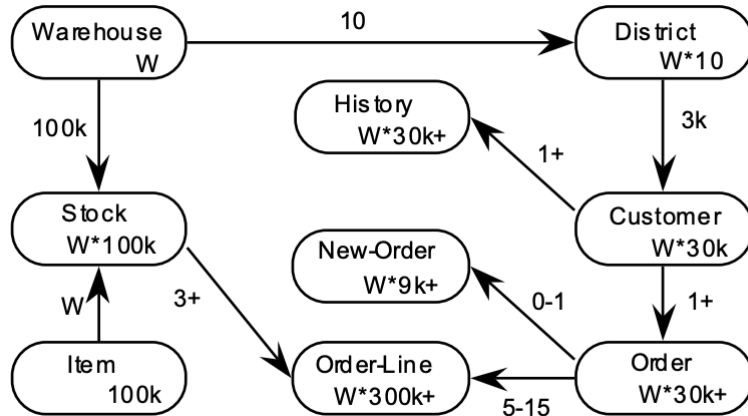 Warehouse
W
10
District
W*10
100k
History
W*30k+
3k
1+
Stock
W*100k
Customer
W*30k
New-Order
W*9k+
W
3+
0-1
1+
Item
100k
Order-Line
W*300k+
5-15
Order
W*30k+